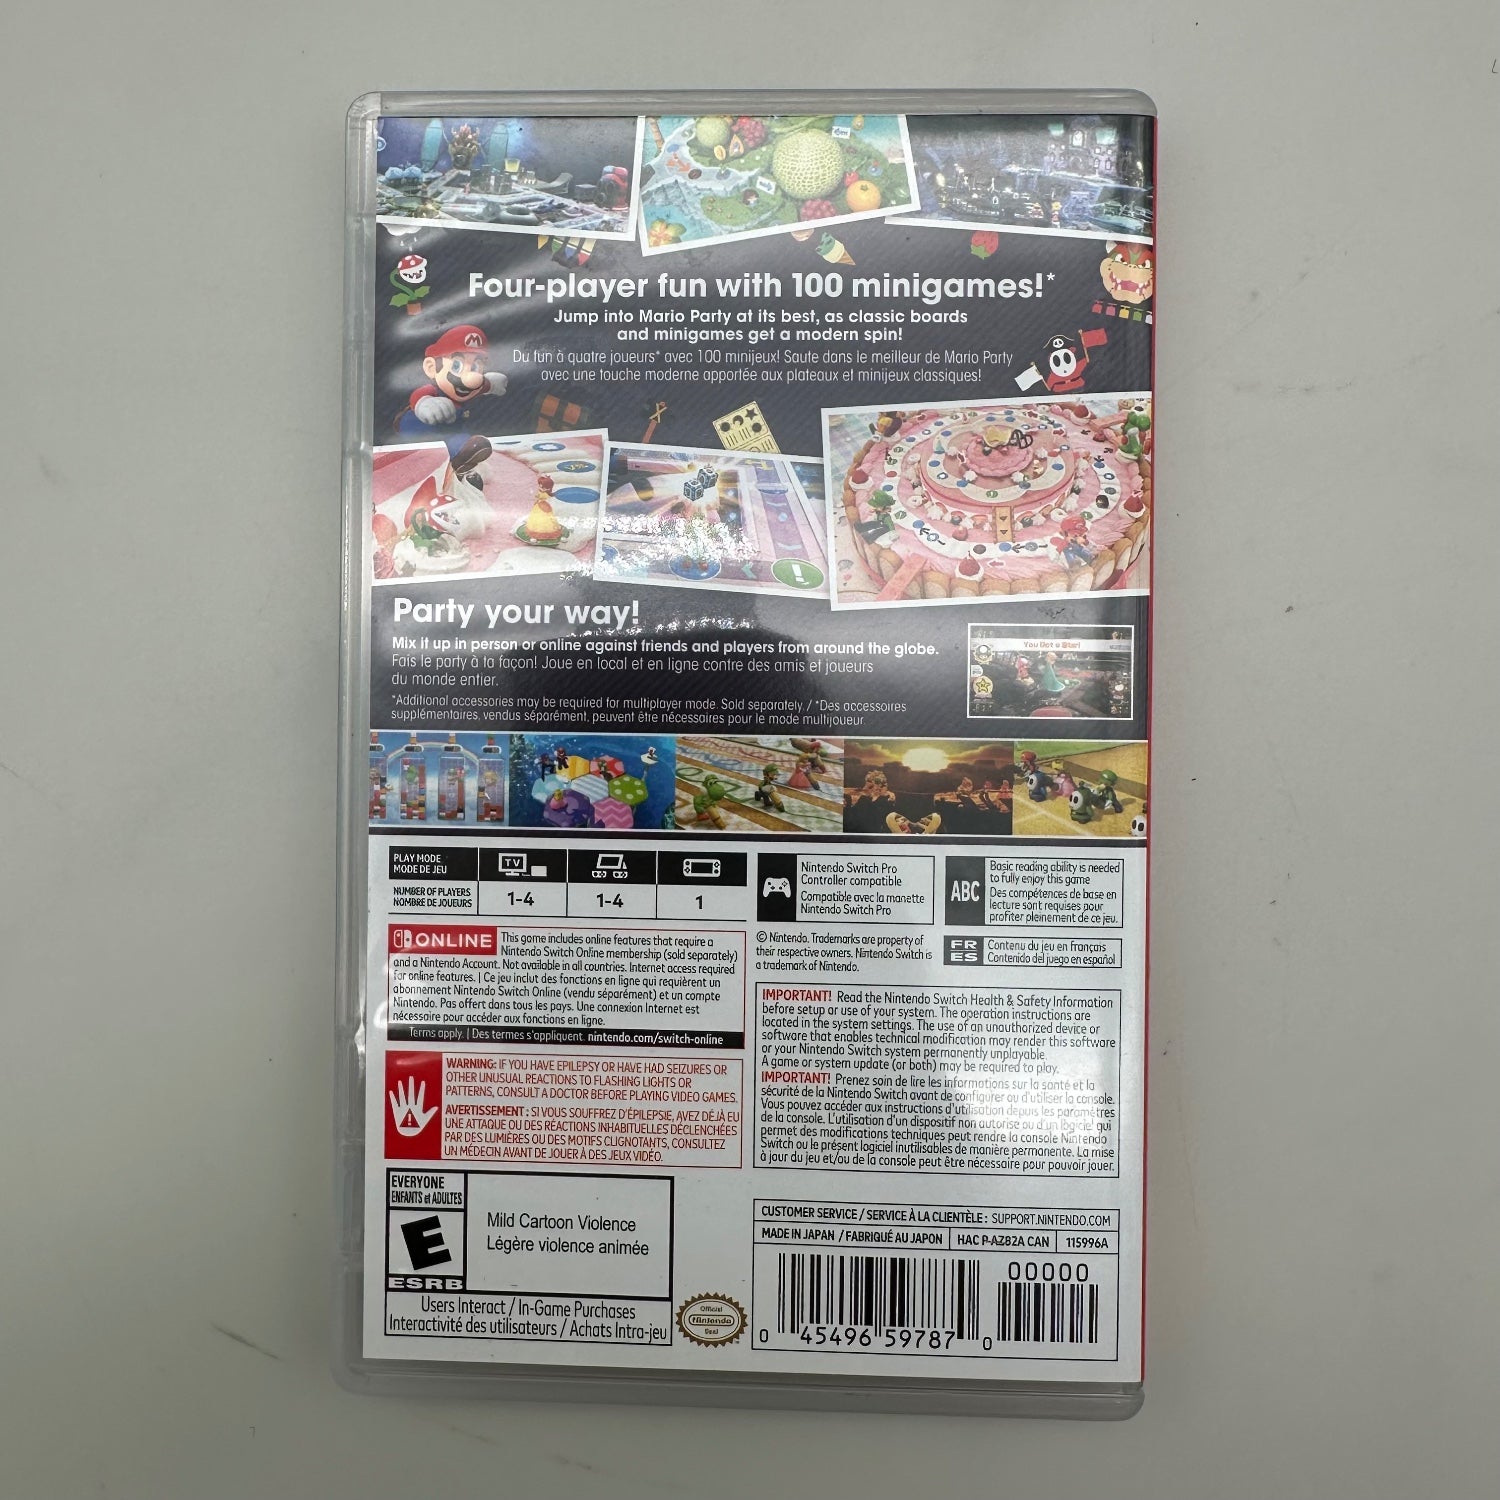 Four-player fun with 100 minigames!*
Jump into Mario Party at its best, as classic boards
and minigames get a modern spin!
Du fun à quatre joueurs* avec 100 minijeux! Saute dans le meilleur de Mario Party
avec une touche moderne apportée aux plateaux et minijeux classiques!
Party your way!
Mix it up in person or online against friends and players from around the globe.
Fais le party à ta façon! Joue en local et en ligne contre des amis et joueurs
du monde entier.
You Got a Star!
*Additional accessories may be required for multiplayer mode. Sold separately. / *Des accessoires
supplémentaires, vendus séparément, peuvent être nécessaires pour le mode multijoueur.
PLAY MODE
MODE DE JEU
TV
NUMBER OF PLAYERS
NOMBRE DE JOUEURS
1-4
1-4
1
Nintendo Switch Pro
Controller compatible
Compatible avec la manette
Nintendo Switch Pro
ABC
Basic reading ability is needed
to fully enjoy this game
Des compétences de base en
lecture sont requises pour
profiter pleinement de ce jeu.
ONLINE
This game includes online features that require a
Nintendo Switch Online membership (sold separately)
and a Nintendo Account. Not available in all countries. Internet access required
for online features. | Ce jeu inclut des fonctions en ligne qui requièrent un
abonnement Nintendo Switch Online (vendu séparément) et un compte
Nintendo. Pas offert dans tous les pays. Une connexion Internet est
nécessaire pour accéder aux fonctions en ligne.
Terms apply. | Des termes s'appliquent. nintendo.com/switch-online
© Nintendo. Trademarks are property of
their respective owners. Nintendo Switch is
a trademark of Nintendo.
FR
ES
Contenu du jeu en français
Contenido del juego en español
WARNING: IF YOU HAVE EPILEPSY OR HAVE HAD SEIZURES OR
OTHER UNUSUAL REACTIONS TO FLASHING LIGHTS OR
PATTERNS, CONSULT A DOCTOR BEFORE PLAYING VIDEO GAMES.
AVERTISSEMENT : SI VOUS SOUFFREZ D'ÉPILEPSIE, AVEZ DÉJÀ EU
UNE ATTAQUE OU DES RÉACTIONS INHABITUELLES DÉCLENCHÉES
PAR DES LUMIÈRES OU DES MOTIFS CLIGNOTANTS, CONSULTEZ
UN MÉDECIN AVANT DE JOUER À DES JEUX VIDÉO.
IMPORTANT! Read the Nintendo Switch Health & Safety Information
before setup or use of your system. The operation instructions are
located in the system settings. The use of an unauthorized device or
software that enables technical modification may render this software
or your Nintendo Switch system permanently unplayable.
A game or system update (or both) may be required to play.
IMPORTANT! Prenez soin de lire les informations sur la santé et la
sécurité de la Nintendo Switch avant de configurer ou d'utiliser la console.
Vous pouvez accéder aux instructions d'utilisation depuis les paramètres
de la console. L'utilisation d'un dispositif non autorisé ou d'un logiciel qui
permet des modifications techniques peut rendre la console Nintendo
Switch ou le présent logiciel inutilisables de manière permanente. La mise
à jour du jeu et/ou de la console peut être nécessaire pour pouvoir jouer.
EVERYONE
ENFANTS et ADULTES
E
ESRB
Mild Cartoon Violence
Légère violence animée
Users Interact / In-Game Purchases
Interactivité des utilisateurs / Achats Intra-jeu
Official
Nintendo
Seal
CUSTOMER SERVICE / SERVICE À LA CLIENTÈLE : SUPPORT.NINTENDO.COM
MADE IN JAPAN / FABRIQUÉ AU JAPON
HAC P-AZ82A CAN
115996A
00000
0 45496 59787 0